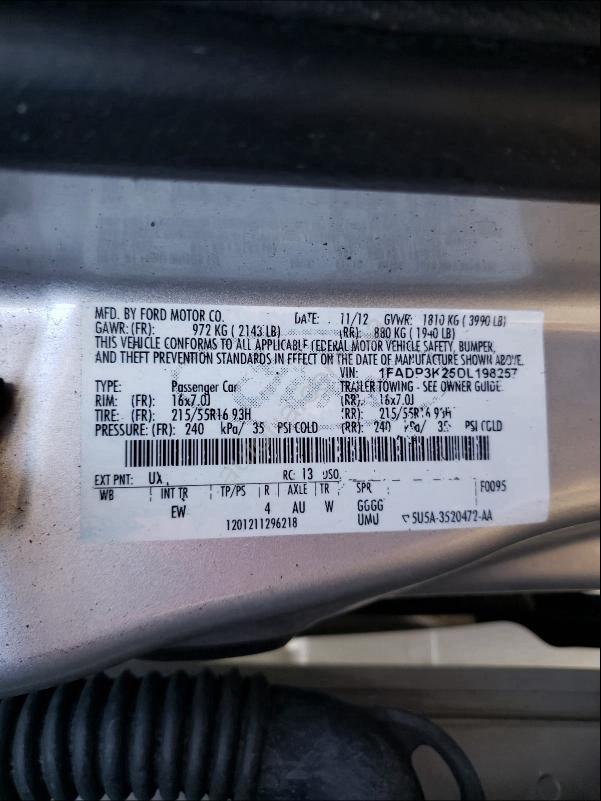 MFD. BY FORD MOTOR CO. DATE: 11/12 GVWR: 1810 KG ( 3990 LB)
GAWR: (FR): 972 KG ( 2143 LB) (RR): 880 KG ( 1940 LB)
THIS VEHICLE CONFORMS TO ALL APPLICABLE FEDERAL MOTOR VEHICLE SAFETY, BUMPER,
AND THEFT PREVENTION STANDARDS IN EFFECT ON THE DATE OF MANUFACTURE SHOWN ABOVE.
VIN: 1FADP3K25DL198257
TYPE: Passenger Car TRAILER TOWING - SEE OWNER GUIDE
RIM: (FR): 16x7.0J (RR): 16x7.0J
TIRE: (FR): 215/55R16 93H (RR): 215/55R16 93H
PRESSURE: (FR): 240 kPa/ 35 PSI COLD (RR): 240 kPa/ 35 PSI COLD
EXT PNT: UX RC: 13 DSO:
WB INT TR TP/PS R AXLE TR SPR F0095
EW 4 AU W GGGG
1201211296218 UMU 5U5A-3520472-AA